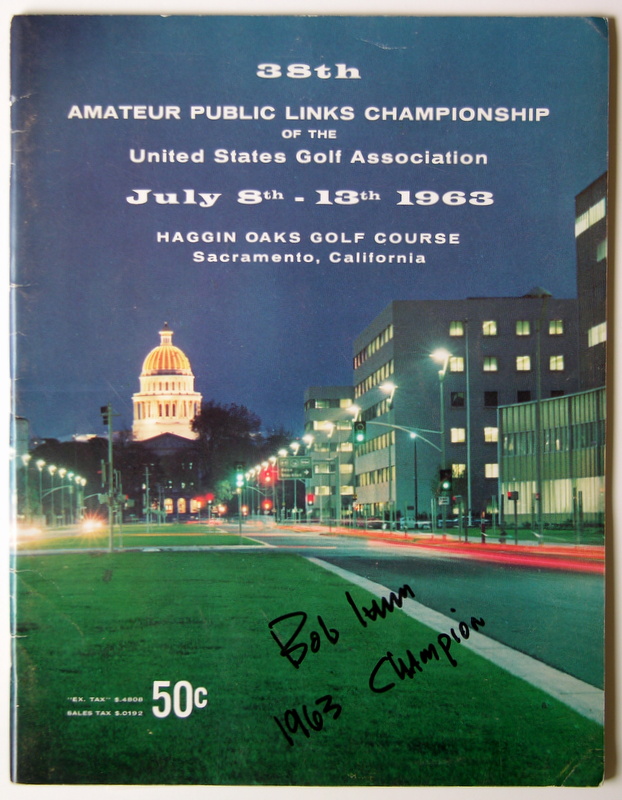 38th
AMATEUR PUBLIC LINKS CHAMPIONSHIP
OF THE
United States Golf Association
July 8th - 13th 1963
HAGGIN OAKS GOLF COURSE
Sacramento, California
Bob Lunn
1963 Champion
"EX. TAX" $.4808
SALES TAX $.0192
50c